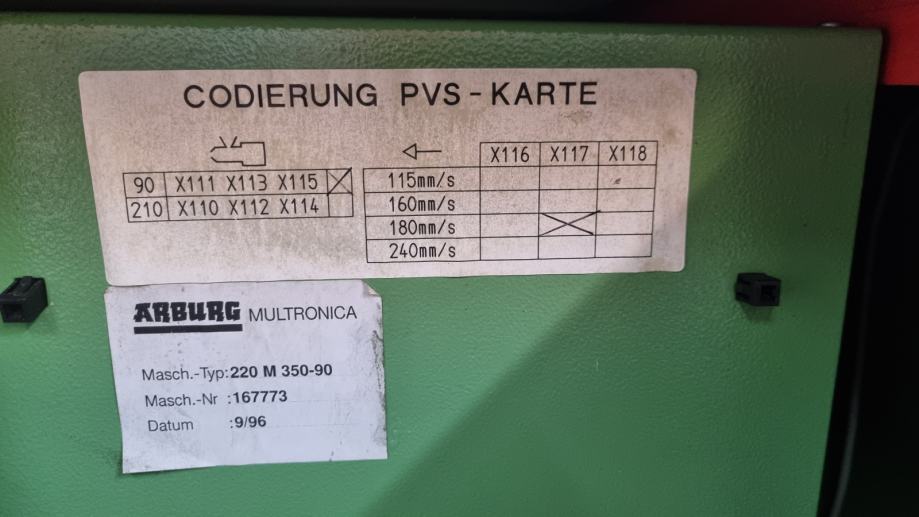 CODIERUNG PVS-KARTE
90 X111 X113 X115
210 X110 X112 X114
X116 X117 X118
115mm/s
160mm/s
180mm/s
240mm/s
ARBURG MULTRONICA
Masch.-Typ:220 M 350-90
Masch.-Nr :167773
Datum :9/96